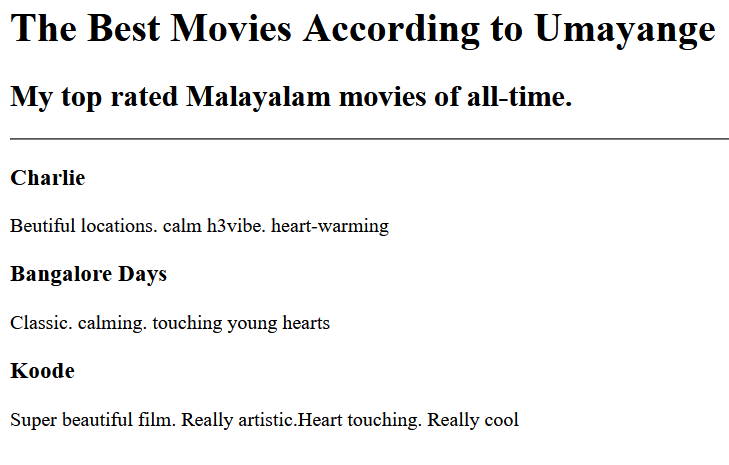 The Best Movies According to Umayange
My top rated Malayalam movies of all-time.
Charlie
Beutiful locations. calm h3vibe. heart-warming
Bangalore Days
Classic. calming. touching young hearts
Koode
Super beautiful film. Really artistic.Heart touching. Really cool